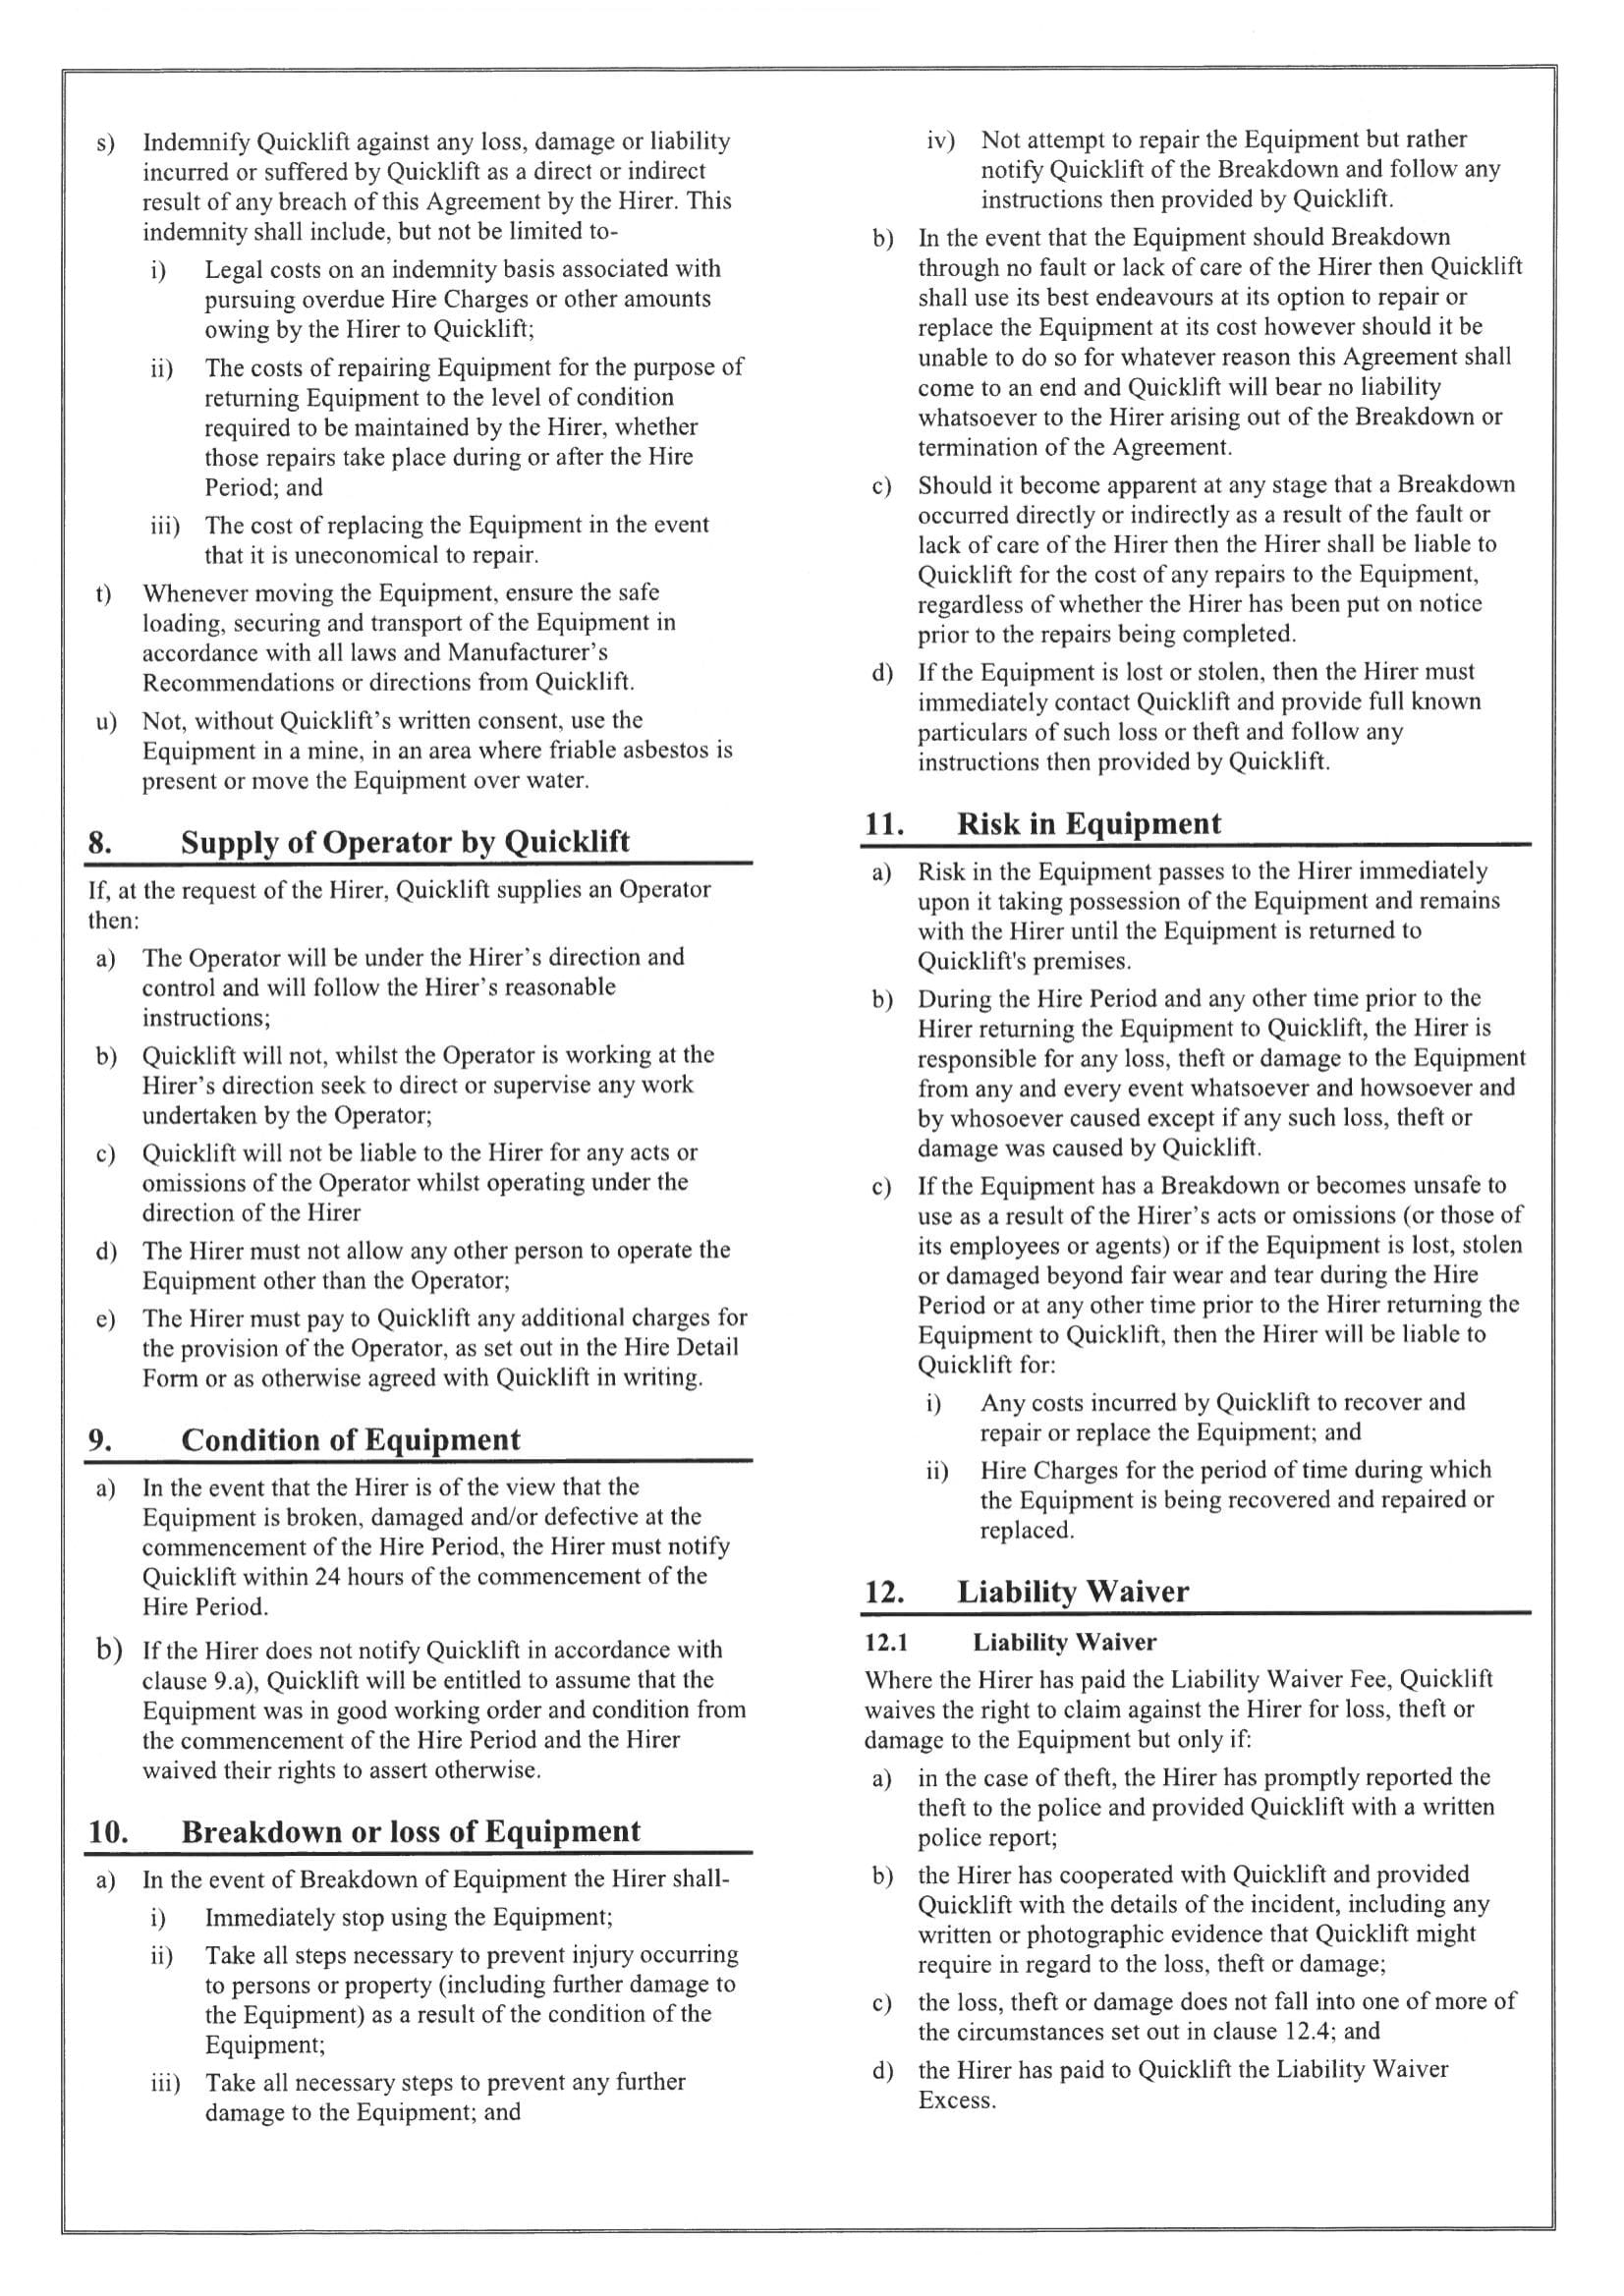 s) Indemnify Quicklift against any loss, damage or liability
incurred or suffered by Quicklift as a direct or indirect
result of any breach of this Agreement by the Hirer. This
indemnity shall include, but not be limited to-
i) Legal costs on an indemnity basis associated with
pursuing overdue Hire Charges or other amounts
owing by the Hirer to Quicklift;
ii) The costs of repairing Equipment for the purpose of
returning Equipment to the level of condition
required to be maintained by the Hirer, whether
those repairs take place during or after the Hire
Period; and
iii) The cost of replacing the Equipment in the event
that it is uneconomical to repair.
t) Whenever moving the Equipment, ensure the safe
loading, securing and transport of the Equipment in
accordance with all laws and Manufacturer's
Recommendations or directions from Quicklift.
u) Not, without Quicklift's written consent, use the
Equipment in a mine, in an area where friable asbestos is
present or move the Equipment over water.
8. Supply of Operator by Quicklift
If, at the request of the Hirer, Quicklift supplies an Operator
then:
a) The Operator will be under the Hirer's direction and
control and will follow the Hirer's reasonable
instructions;
b) Quicklift will not, whilst the Operator is working at the
Hirer's direction seek to direct or supervise any work
undertaken by the Operator;
c) Quicklift will not be liable to the Hirer for any acts or
omissions of the Operator whilst operating under the
direction of the Hirer
d) The Hirer must not allow any other person to operate the
Equipment other than the Operator;
e) The Hirer must pay to Quicklift any additional charges for
the provision of the Operator, as set out in the Hire Detail
Form or as otherwise agreed with Quicklift in writing.
9. Condition of Equipment
a) In the event that the Hirer is of the view that the
Equipment is broken, damaged and/or defective at the
commencement of the Hire Period, the Hirer must notify
Quicklift within 24 hours of the commencement of the
Hire Period.
b) If the Hirer does not notify Quicklift in accordance with
clause 9.a), Quicklift will be entitled to assume that the
Equipment was in good working order and condition from
the commencement of the Hire Period and the Hirer
waived their rights to assert otherwise.
10. Breakdown or loss of Equipment
a) In the event of Breakdown of Equipment the Hirer shall-
i) Immediately stop using the Equipment;
ii) Take all steps necessary to prevent injury occurring
to persons or property (including further damage to
the Equipment) as a result of the condition of the
Equipment;
iii) Take all necessary steps to prevent any further
damage to the Equipment; and
iv) Not attempt to repair the Equipment but rather
notify Quicklift of the Breakdown and follow any
instructions then provided by Quicklift.
b) In the event that the Equipment should Breakdown
through no fault or lack of care of the Hirer then Quicklift
shall use its best endeavours at its option to repair or
replace the Equipment at its cost however should it be
unable to do so for whatever reason this Agreement shall
come to an end and Quicklift will bear no liability
whatsoever to the Hirer arising out of the Breakdown or
termination of the Agreement.
c) Should it become apparent at any stage that a Breakdown
occurred directly or indirectly as a result of the fault or
lack of care of the Hirer then the Hirer shall be liable to
Quicklift for the cost of any repairs to the Equipment,
regardless of whether the Hirer has been put on notice
prior to the repairs being completed.
d) If the Equipment is lost or stolen, then the Hirer must
immediately contact Quicklift and provide full known
particulars of such loss or theft and follow any
instructions then provided by Quicklift.
11. Risk in Equipment
a) Risk in the Equipment passes to the Hirer immediately
upon it taking possession of the Equipment and remains
with the Hirer until the Equipment is returned to
Quicklift's premises.
b) During the Hire Period and any other time prior to the
Hirer returning the Equipment to Quicklift, the Hirer is
responsible for any loss, theft or damage to the Equipment
from any and every event whatsoever and howsoever and
by whosoever caused except if any such loss, theft or
damage was caused by Quicklift.
c) If the Equipment has a Breakdown or becomes unsafe to
use as a result of the Hirer's acts or omissions (or those of
its employees or agents) or if the Equipment is lost, stolen
or damaged beyond fair wear and tear during the Hire
Period or at any other time prior to the Hirer returning the
Equipment to Quicklift, then the Hirer will be liable to
Quicklift for:
i) Any costs incurred by Quicklift to recover and
repair or replace the Equipment; and
ii) Hire Charges for the period of time during which
the Equipment is being recovered and repaired or
replaced.
12. Liability Waiver
12.1 Liability Waiver
Where the Hirer has paid the Liability Waiver Fee, Quicklift
waives the right to claim against the Hirer for loss, theft or
damage to the Equipment but only if:
a) in the case of theft, the Hirer has promptly reported the
theft to the police and provided Quicklift with a written
police report;
b) the Hirer has cooperated with Quicklift and provided
Quicklift with the details of the incident, including any
written or photographic evidence that Quicklift might
require in regard to the loss, theft or damage;
c) the loss, theft or damage does not fall into one of more of
the circumstances set out in clause 12.4; and
d) the Hirer has paid to Quicklift the Liability Waiver
Excess.